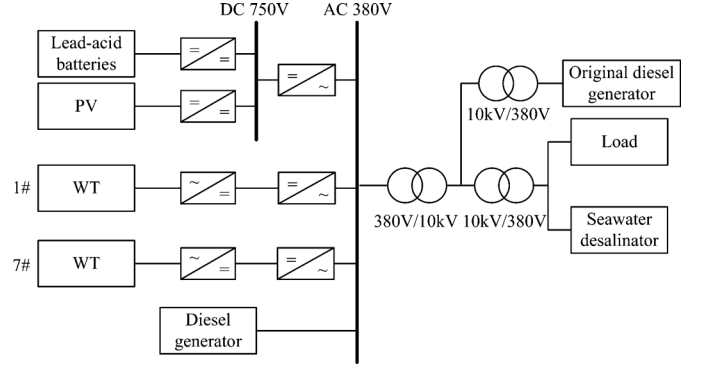 DC 750V
AC 380V
Lead-acid
batteries
=
=
=
~
PV
=
=
Original diesel
generator
10kV/380V
Load
1#
WT
~
=
=
~
380V/10kV
10kV/380V
Seawater
desalinator
7#
WT
~
=
=
~
Diesel
generator